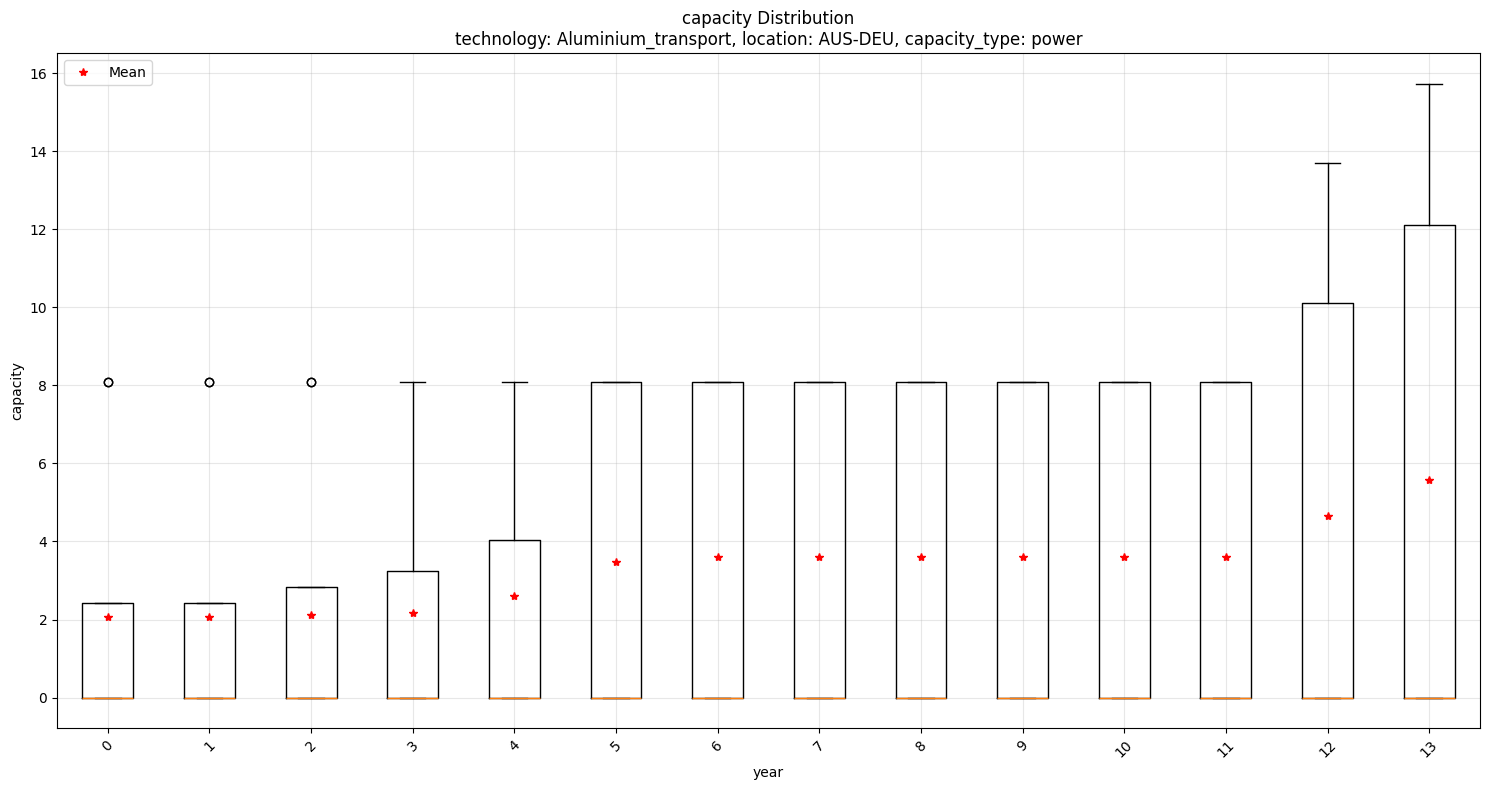 capacity Distribution
technology: Aluminium_transport, location: AUS-DEU, capacity_type: power
Mean
16
14
12
10
8
6
4
2
0
capacity
0 1 2 3 4 5 6 7 8 9 10 11 12 13
year